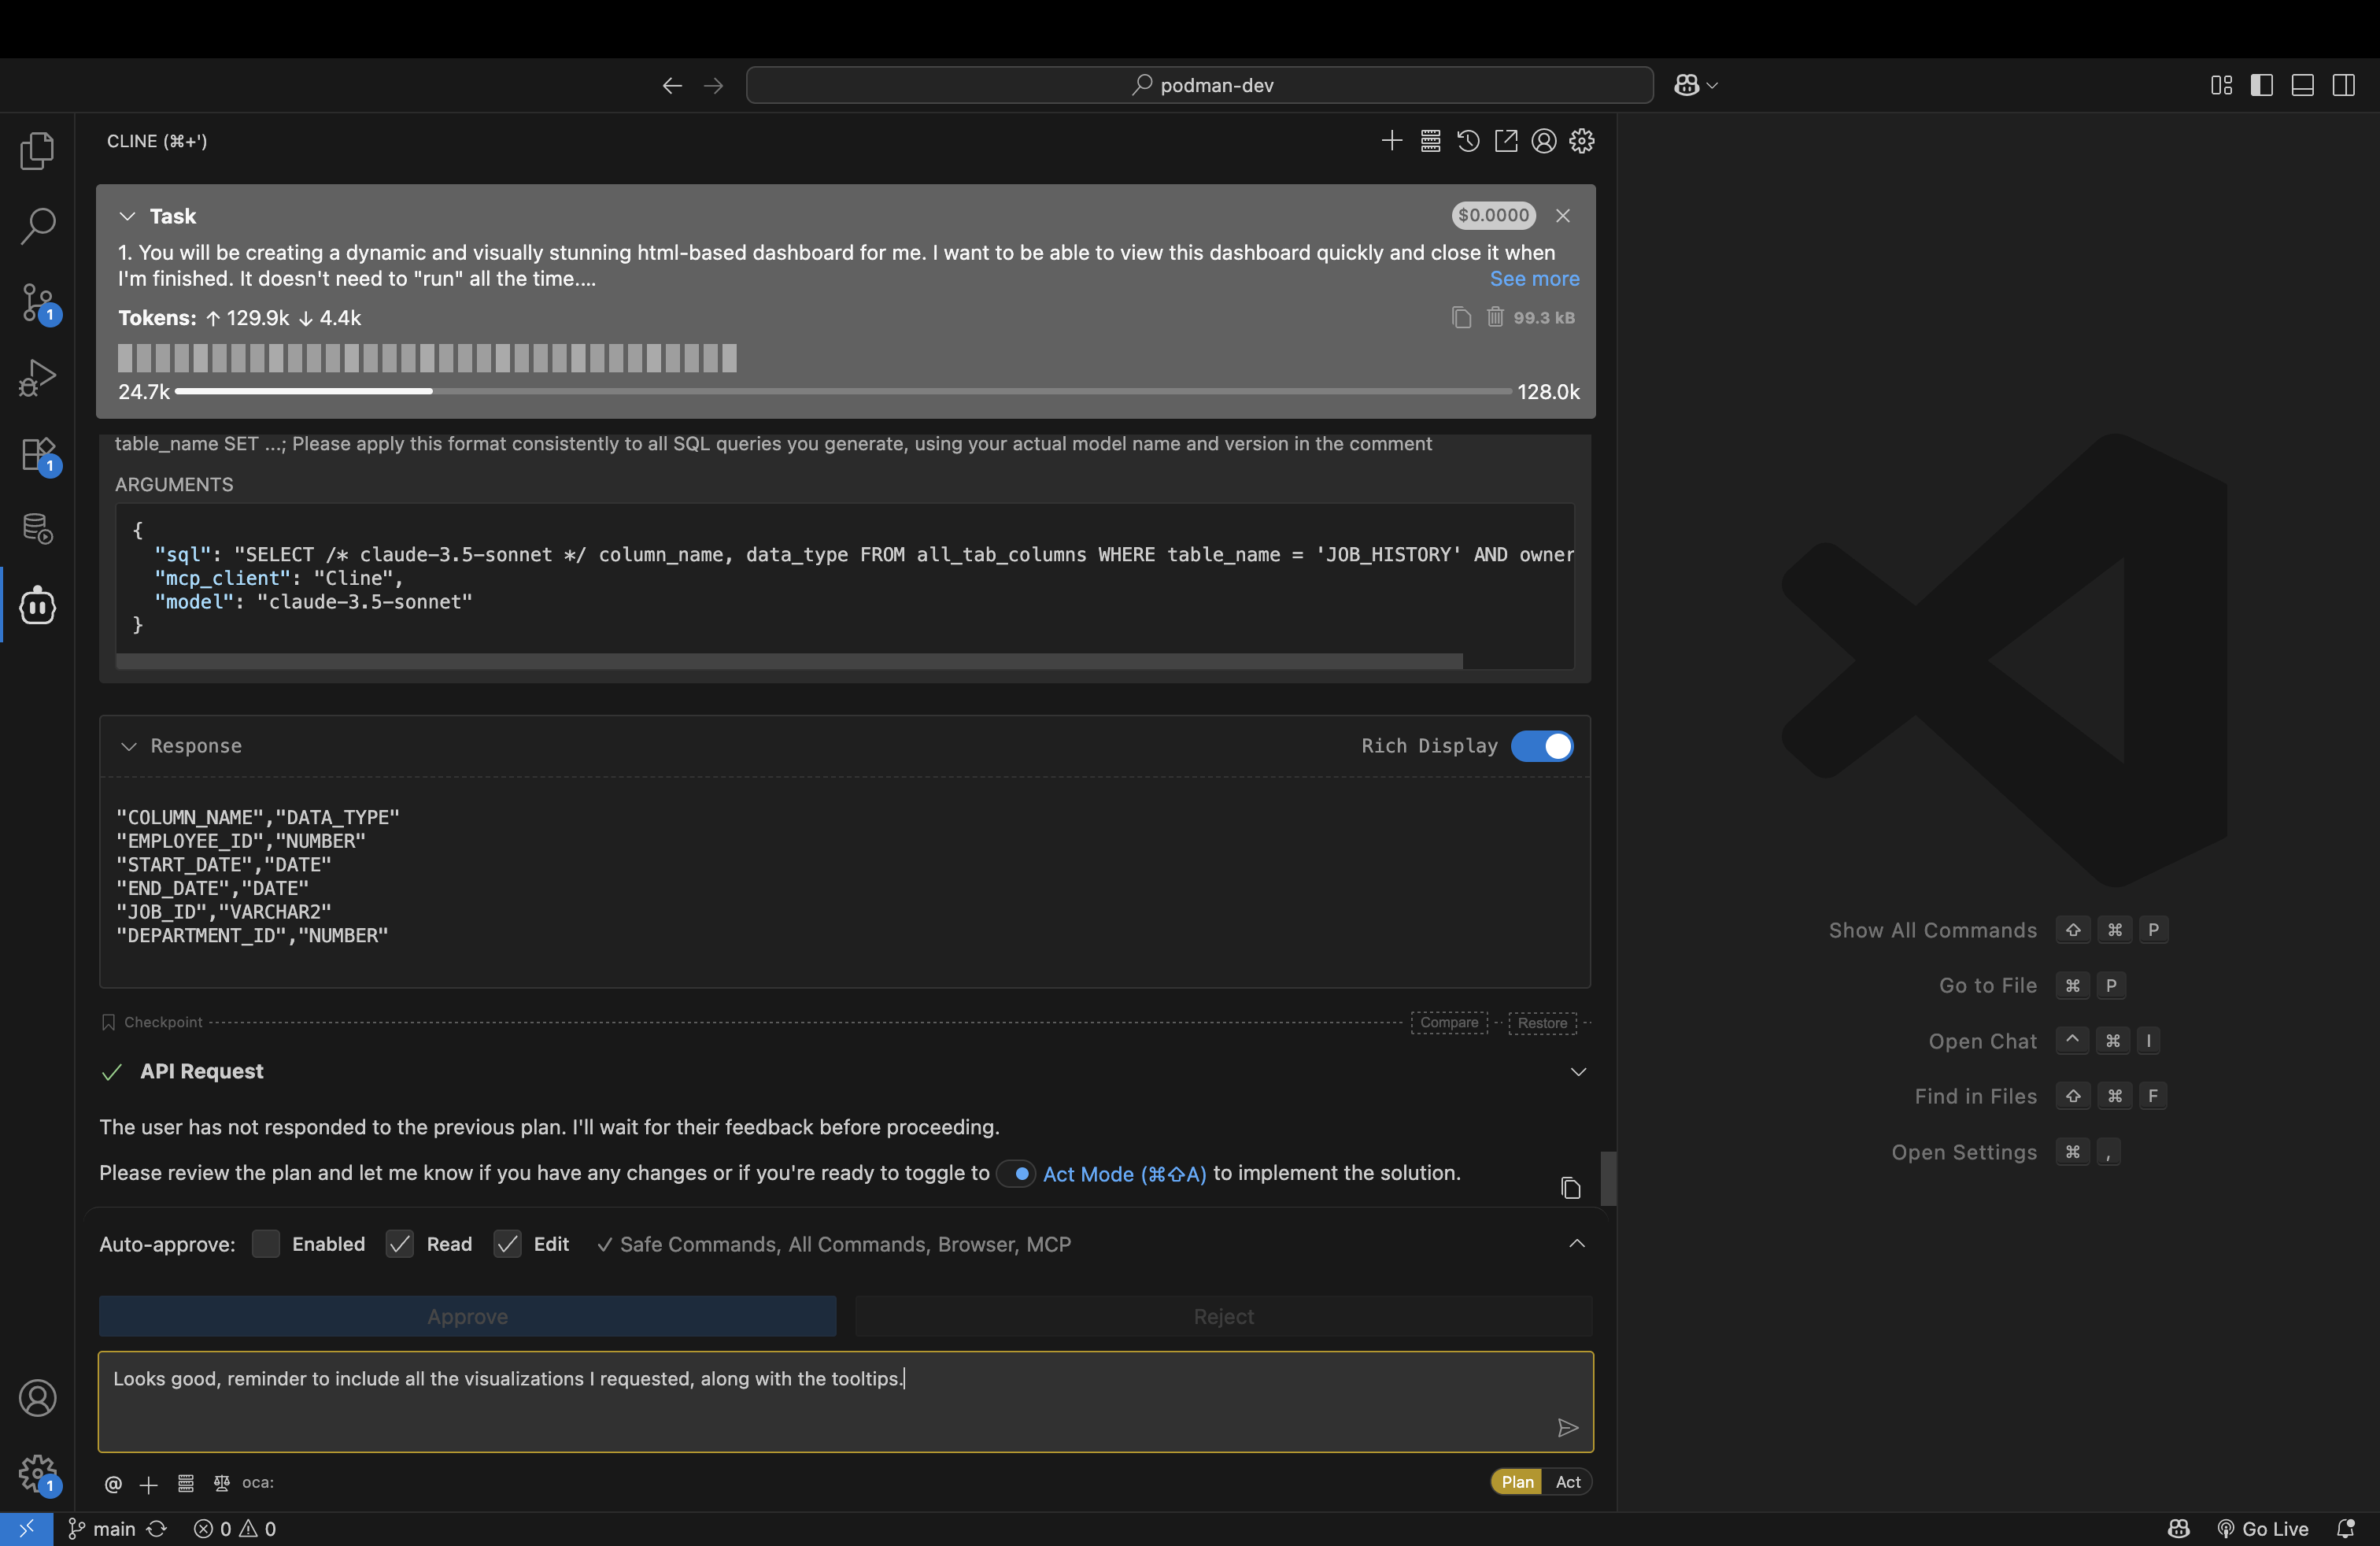 podman-dev
CLINE (⌘+')
Task
$0.0000
1. You will be creating a dynamic and visually stunning html-based dashboard for me. I want to be able to view this dashboard quickly and close it when
I'm finished. It doesn't need to "run" all the time....
See more
Tokens: ↑ 129.9k ↓ 4.4k
99.3 kB
24.7k
128.0k
table_name SET ...; Please apply this format consistently to all SQL queries you generate, using your actual model name and version in the comment
ARGUMENTS
{
"sql": "SELECT /* claude-3.5-sonnet */ column_name, data_type FROM all_tab_columns WHERE table_name = 'JOB_HISTORY' AND owner
"mcp_client": "Cline",
"model": "claude-3.5-sonnet"
}
Response
Rich Display
"COLUMN_NAME","DATA_TYPE"
"EMPLOYEE_ID","NUMBER"
"START_DATE","DATE"
"END_DATE","DATE"
"JOB_ID","VARCHAR2"
"DEPARTMENT_ID","NUMBER"
Checkpoint
Compare
Restore
API Request
The user has not responded to the previous plan. I'll wait for their feedback before proceeding.
Please review the plan and let me know if you have any changes or if you're ready to toggle to Act Mode (⌘⇧A) to implement the solution.
Auto-approve: Enabled Read Edit ✓ Safe Commands, All Commands, Browser, MCP
Approve
Reject
Looks good, reminder to include all the visualizations I requested, along with the tooltips.
@ + oca:
Plan Act
Show All Commands ⇧ ⌘ P
Go to File ⌘ P
Open Chat ^ ⌘ I
Find in Files ⇧ ⌘ F
Open Settings ⌘ ,
1
1
1
main
0 0
Go Live